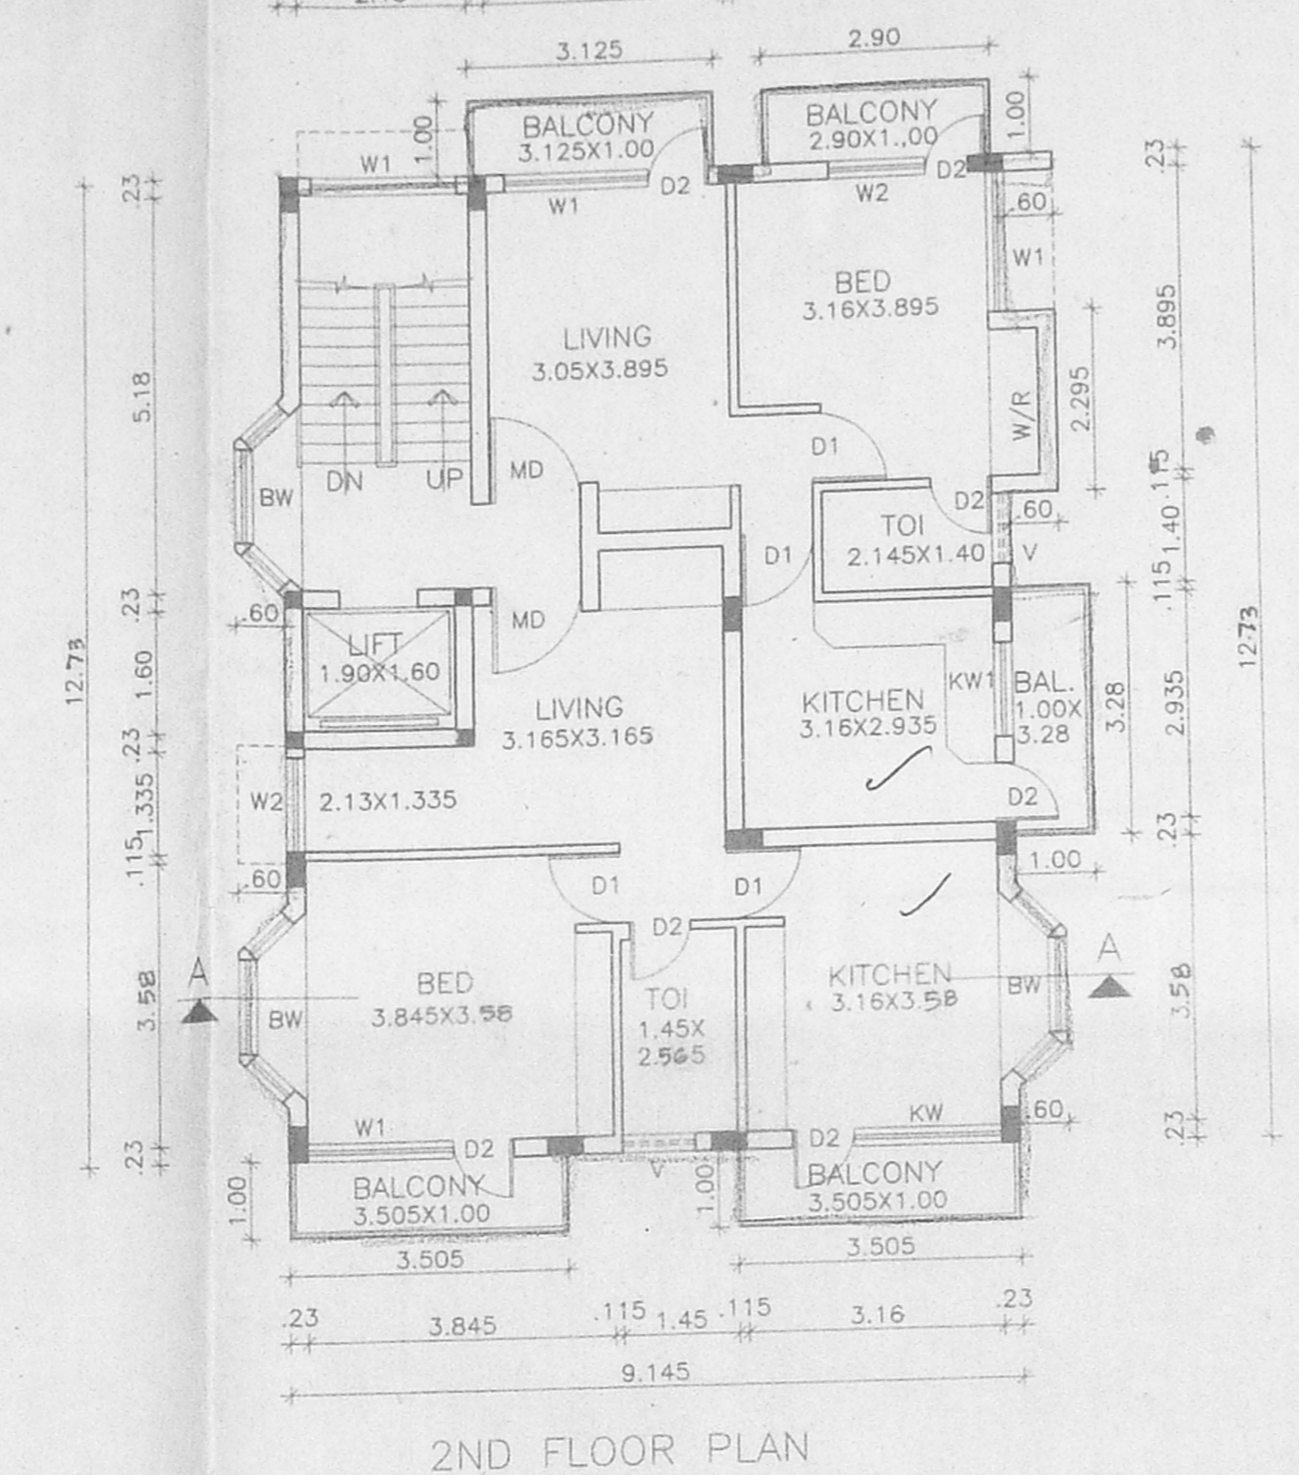 3.125
2.90
1.00
BALCONY
3.125X1.00
BALCONY
2.90X1.,00
1.00
W1
W1
D2
W2
D2
.23
.23
.60
W1
BED
3.16X3.895
3.895
LIVING
3.05X3.895
5.18
2.295
W/R
D1
MD
BW
DN
UP
D2
.60
.115
TOI
2.145X1.40
V
1.40
D1
.115
.23
.60
MD
LIFT
1.90X1.60
1.60
12.73
12.73
LIVING
3.165X3.165
KITCHEN
3.16X2.935
KW1
BAL.
1.00X
3.28
3.28
2.935
.23
W2
2.13X1.335
1.335
D2
.23
.115
.60
1.00
D1
D1
D2
A
A
BED
3.845X3.58
BW
3.58
TOI
1.45X
2.565
KITCHEN
3.16X3.58
BW
3.58
W1
D2
KW
D2
.60
.23
.23
V
1.00
BALCONY
3.505X1.00
1.00
BALCONY
3.505X1.00
3.505
3.505
.23
3.845
.115
1.45
.115
3.16
.23
9.145
2ND FLOOR PLAN